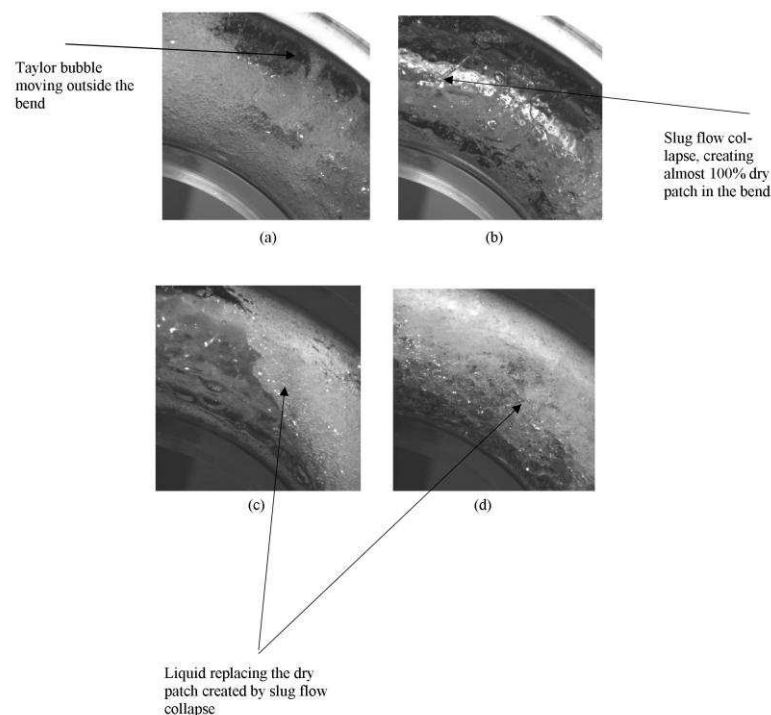 Taylor bubble
moving outside the
bend
Slug flow col-
lapse, creating
almost 100% dry
patch in the bend
(a)
(b)
(c)
(d)
Liquid replacing the dry
patch created by slug flow
collapse